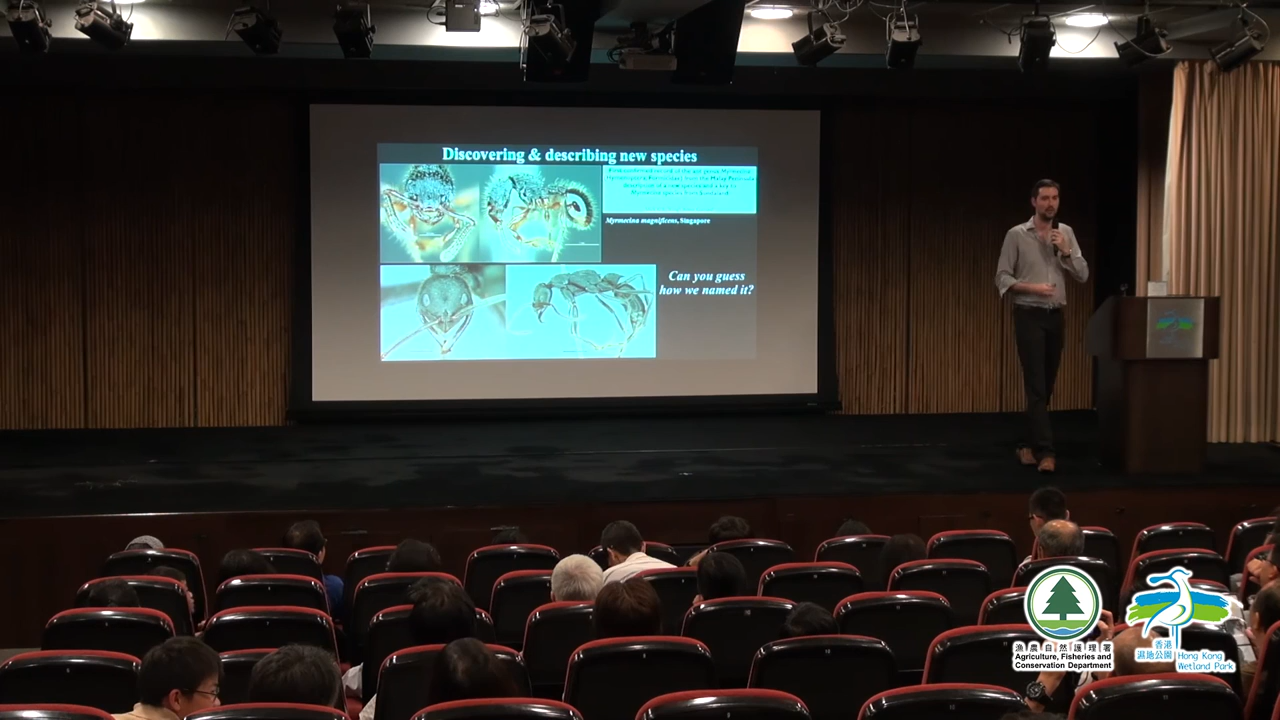 Discovering & describing new species
Myrmecina magnificens, Singapore
Can you guess
how we named it?
漁農自然護理署
Agriculture, Fisheries and
Conservation Department
香港
濕地公園
Hong Kong
Wetland Park